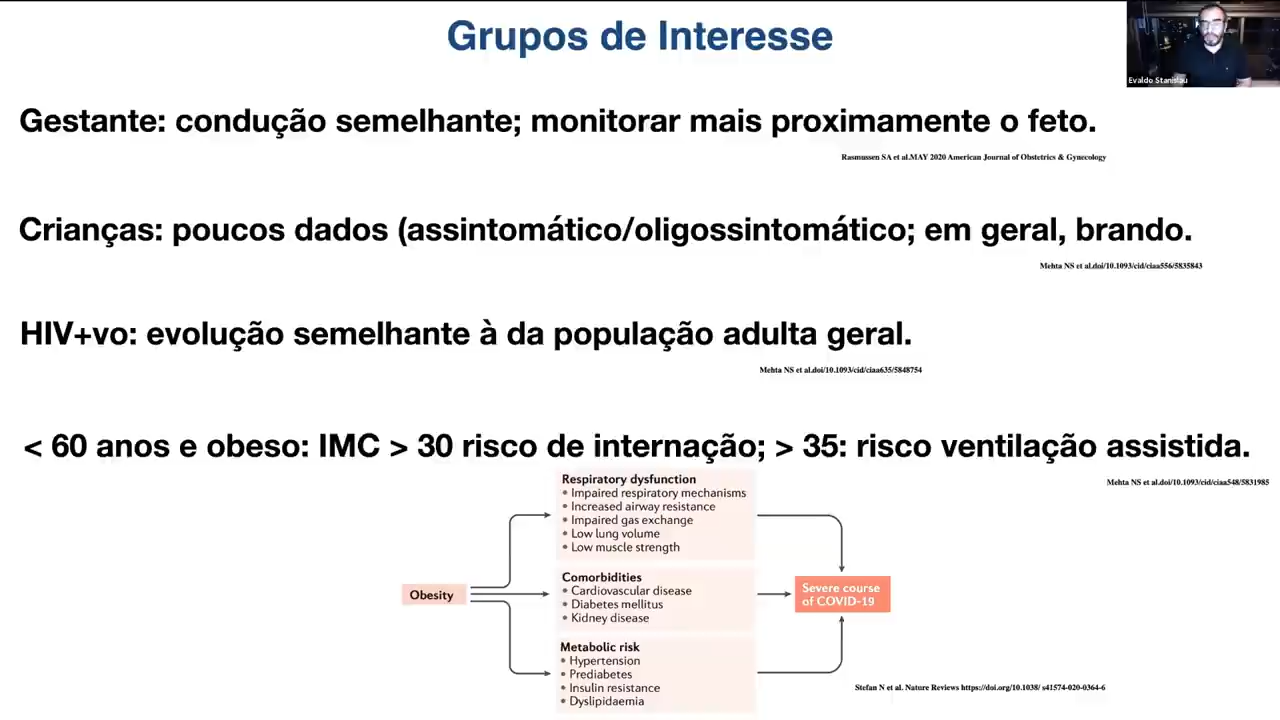 Grupos de Interesse
Evaldo Stanislau
Gestante: condução semelhante; monitorar mais proximamente o feto.
Rasmussen SA et al.MAY 2020 American Journal of Obstetrics & Gynecology
Crianças: poucos dados (assintomático/oligossintomático; em geral, brando.
Mehta NS et al.doi/10.1093/cid/ciaa556/5835843
HIV+vo: evolução semelhante à da população adulta geral.
Mehta NS et al.doi/10.1093/cid/ciaa635/5848754
< 60 anos e obeso: IMC > 30 risco de internação; > 35: risco ventilação assistida.
Mehta NS et al.doi/10.1093/cid/ciaa548/5831985
Obesity
Respiratory dysfunction
• Impaired respiratory mechanisms
• Increased airway resistance
• Impaired gas exchange
• Low lung volume
• Low muscle strength
Comorbidities
• Cardiovascular disease
• Diabetes mellitus
• Kidney disease
Metabolic risk
• Hypertension
• Prediabetes
• Insulin resistance
• Dyslipidaemia
Severe course
of COVID-19
Stefan N et al. Nature Reviews https://doi.org/10.1038/ s41574-020-0364-6